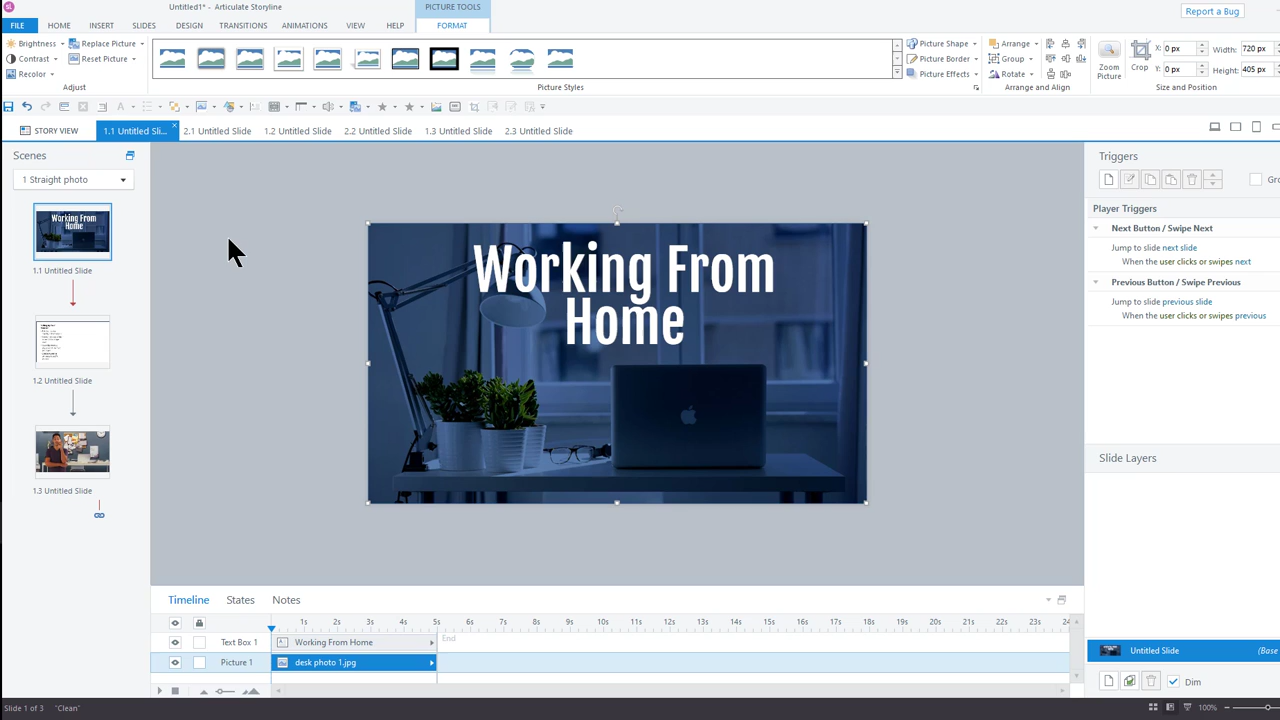 Untitled1* - Articulate Storyline
PICTURE TOOLS
Report a Bug
FILE HOME INSERT SLIDES DESIGN TRANSITIONS ANIMATIONS VIEW HELP FORMAT
Brightness Replace Picture
Contrast Reset Picture
Recolor
Adjust
Picture Styles
Picture Shape
Picture Border
Picture Effects
Arrange
Group
Rotate
Arrange and Align
Zoom
Picture
Crop
X: 0 px Width: 720 px
Y: 0 px Height: 405 px
Size and Position
STORY VIEW 1.1 Untitled Sli... 2.1 Untitled Slide 1.2 Untitled Slide 2.2 Untitled Slide 1.3 Untitled Slide 2.3 Untitled Slide
Scenes
1 Straight photo
Working From
Home
1.1 Untitled Slide
1.2 Untitled Slide
1.3 Untitled Slide
Working From
Home
Triggers
Gro
Player Triggers
Next Button / Swipe Next
Jump to slide next slide
When the user clicks or swipes next
Previous Button / Swipe Previous
Jump to slide previous slide
When the user clicks or swipes previous
Slide Layers
Untitled Slide (Base
Dim
Timeline States Notes
1s 2s 3s 4s 5s 6s 7s 8s 9s 10s 11s 12s 13s 14s 15s 16s 17s 18s 19s 20s 21s 22s 23s 24
Text Box 1 Working From Home End
Picture 1 desk photo 1.jpg
Slide 1 of 3 "Clean" 100%